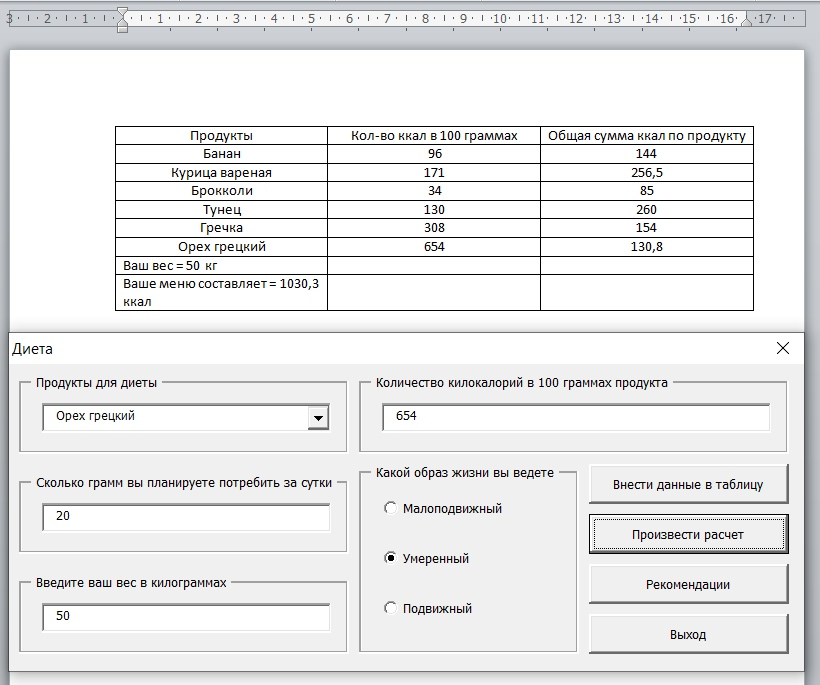 3 2 1 1 2 3 4 5 6 7 8 9 10 11 12 13 14 15 16 17
Продукты Кол-во ккал в 100 граммах Общая сумма ккал по продукту
Банан 96 144
Курица вареная 171 256,5
Брокколи 34 85
Тунец 130 260
Гречка 308 154
Орех грецкий 654 130,8
Ваш вес = 50 кг
Ваше меню составляет = 1030,3
ккал
Диета
Продукты для диеты
Орех грецкий
Количество килокалорий в 100 граммах продукта
654
Сколько грамм вы планируете потребить за сутки
20
Введите ваш вес в килограммах
50
Какой образ жизни вы ведете
Малоподвижный
Умеренный
Подвижный
Внести данные в таблицу
Произвести расчет
Рекомендации
Выход